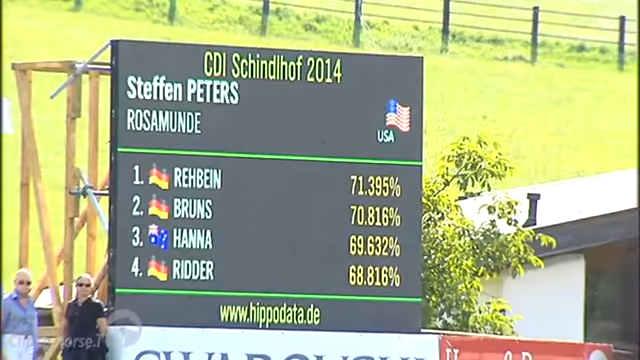 CDI Schindlhof 2014
Steffen PETERS
ROSAMUNDE
USA
1. REHBEIN 71.395%
2. BRUNS 70.816%
3. HANNA 69.632%
4. RIDDER 68.816%
www.hippodata.de